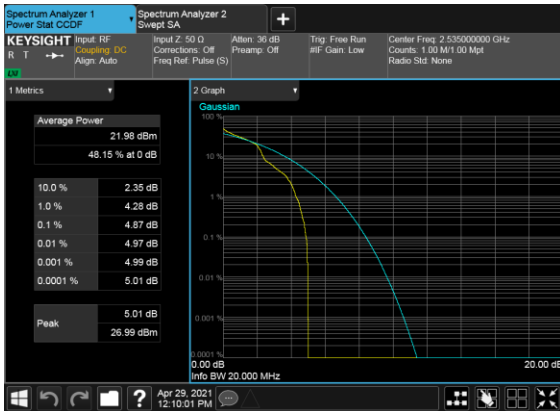 Spectrum Analyzer 1
Power Stat CCDF
Spectrum Analyzer 2
Swept SA
KEYSIGHT
R T
LXI
Input: RF
Coupling: DC
Align: Auto
Input Z: 50 Ω
Corrections: Off
Freq Ref: Pulse (S)
Atten: 36 dB
Preamp: Off
Trig: Free Run
#IF Gain: Low
Center Freq: 2.535000000 GHz
Counts: 1.00 M/1.00 Mpt
Radio Std: None
1 Metrics
Average Power
21.98 dBm
48.15 % at 0 dB
10.0 % 2.35 dB
1.0 % 4.28 dB
0.1 % 4.87 dB
0.01 % 4.97 dB
0.001 % 4.99 dB
0.0001 % 5.01 dB
Peak
5.01 dB
26.99 dBm
2 Graph
Gaussian
100 %
10 %
1 %
0.1 %
0.01 %
0.001 %
0.0001 %
0.00 dB
20.00 dB
Info BW 20.000 MHz
?
Apr 29, 2021
12:10:01 PM